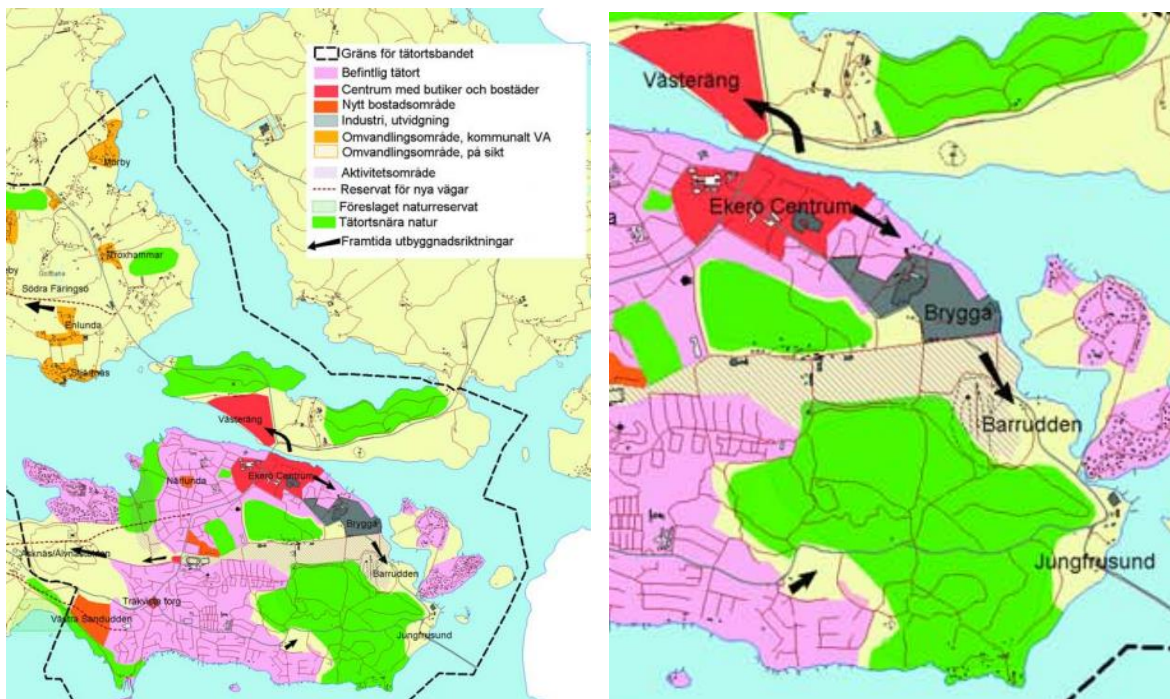 Gräns för tätortsbandet
Befintlig tätort
Centrum med butiker och bostäder
Nytt bostadsområde
Industri, utvidgning
Omvandlingsområde, kommunalt VA
Omvandlingsområde, på sikt
Aktivitetsområde
Reservat för nya vägar
Föreslaget naturreservat
Tätortsnära natur
Framtida utbyggnadsriktningar
Mörby
Troxhammar
Södra Färingsö
Enlunda
Västeräng
Ekerö Centrum
Närlunda
Brygga
Barrudden
Träkvista torg
Västra Sandudden
Jungfrusund
Västeräng
Ekerö Centrum
Brygga
Barrudden
Jungfrusund